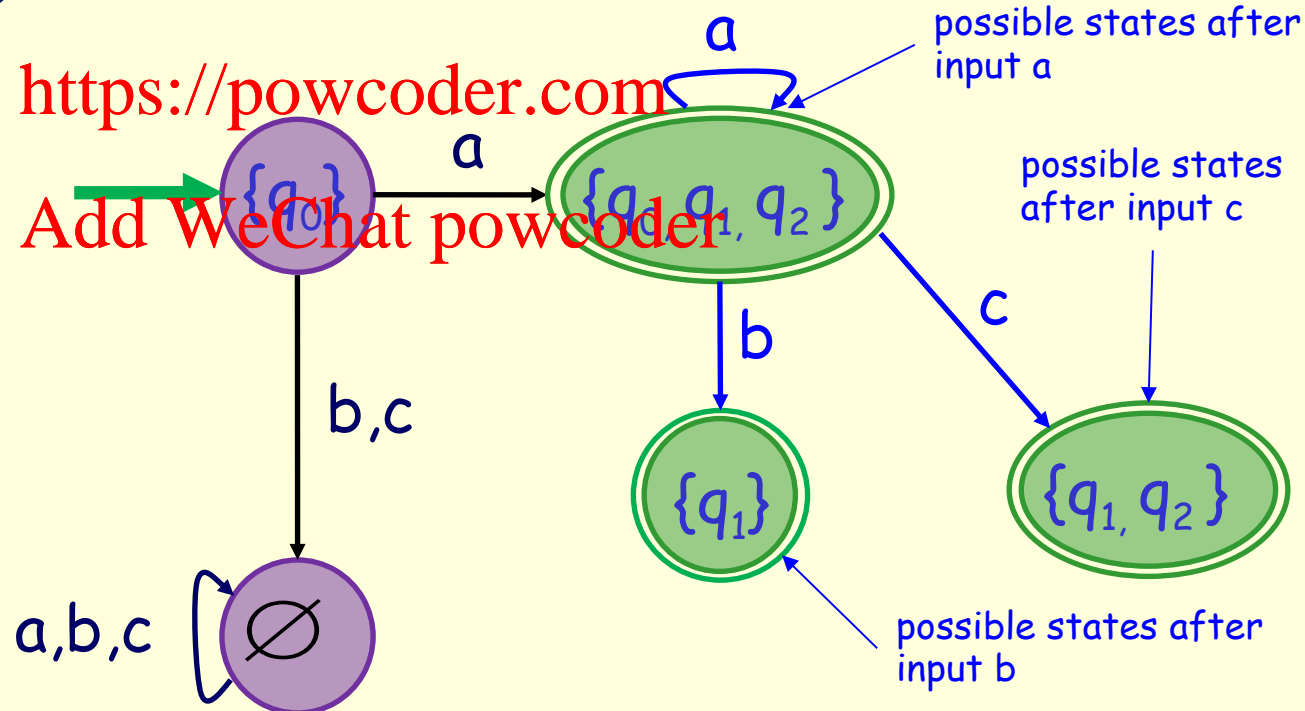 a
possible states after
input a
https://powcoder.com
a
possible states
after input c
{q₀}
{q₀, q₁, q₂ }
Add WeChat powcoder
c
b
b,c
{q₁}
{q₁, q₂ }
∅
a,b,c
possible states after
input b